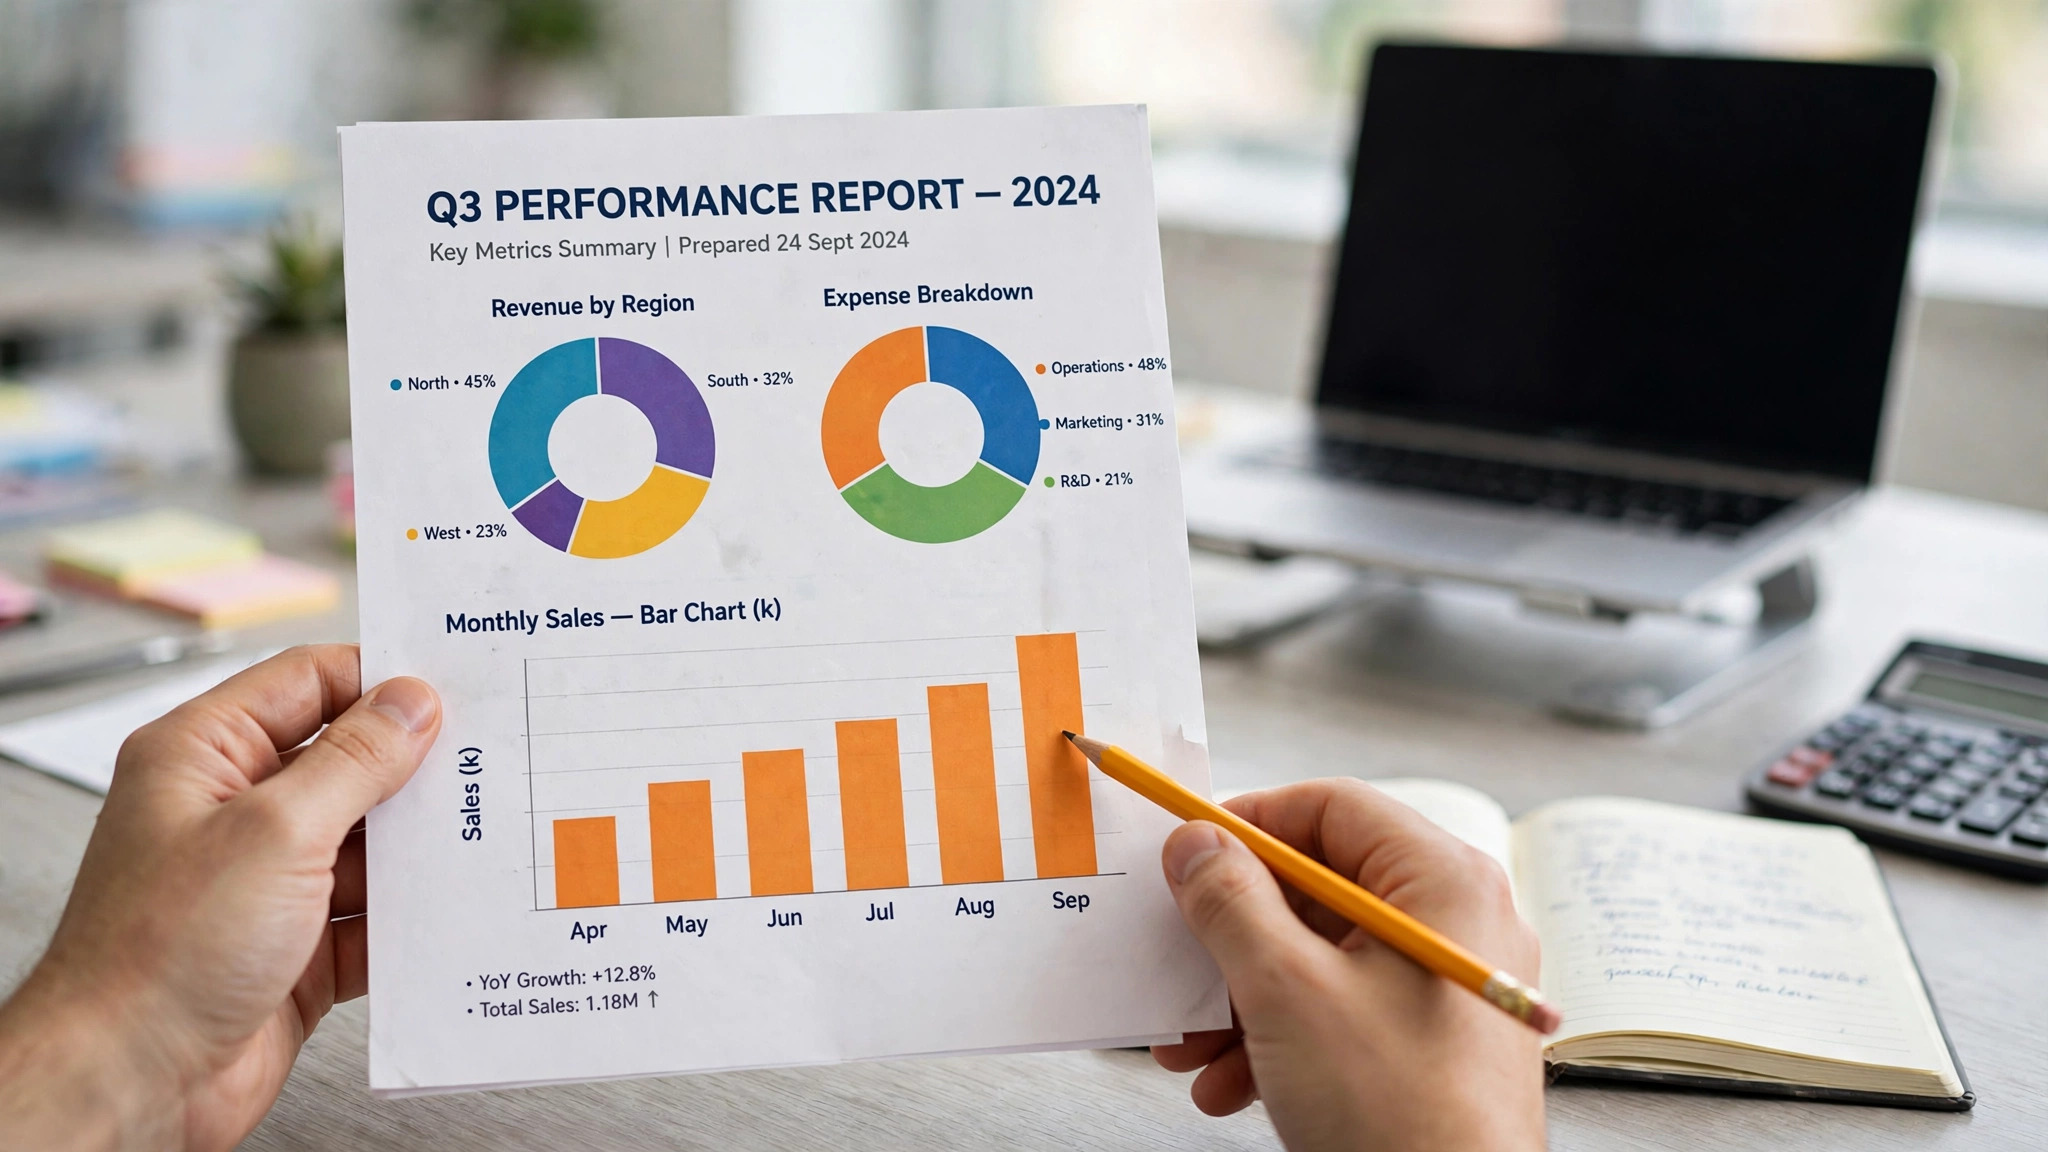 Q3 PERFORMANCE REPORT — 2024
Key Metrics Summary | Prepared 24 Sept 2024
Revenue by Region
North • 45%
South • 32%
West • 23%
Expense Breakdown
Operations • 48%
Marketing • 31%
R&D • 21%
Monthly Sales — Bar Chart (k)
Sales (k)
Apr May Jun Jul Aug Sep
• YoY Growth: +12.8%
• Total Sales: 1.18M ↑